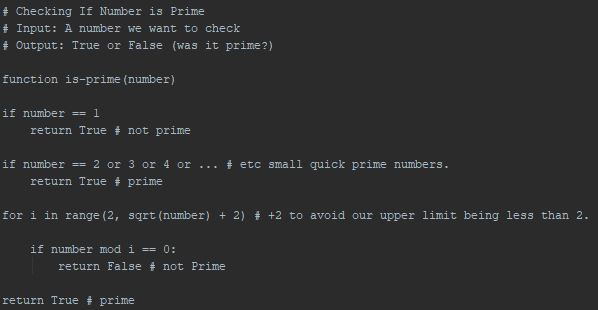 # Checking If Number is Prime
# Input: A number we want to check
# Output: True or False (was it prime?)
function is-prime(number)
if number == 1
return True # not prime
if number == 2 or 3 or 4 or ... # etc small quick prime numbers.
return True # prime
for i in range(2, sqrt(number) + 2) # +2 to avoid our upper limit being less than 2.
if number mod i == 0:
return False # not Prime
return True # prime